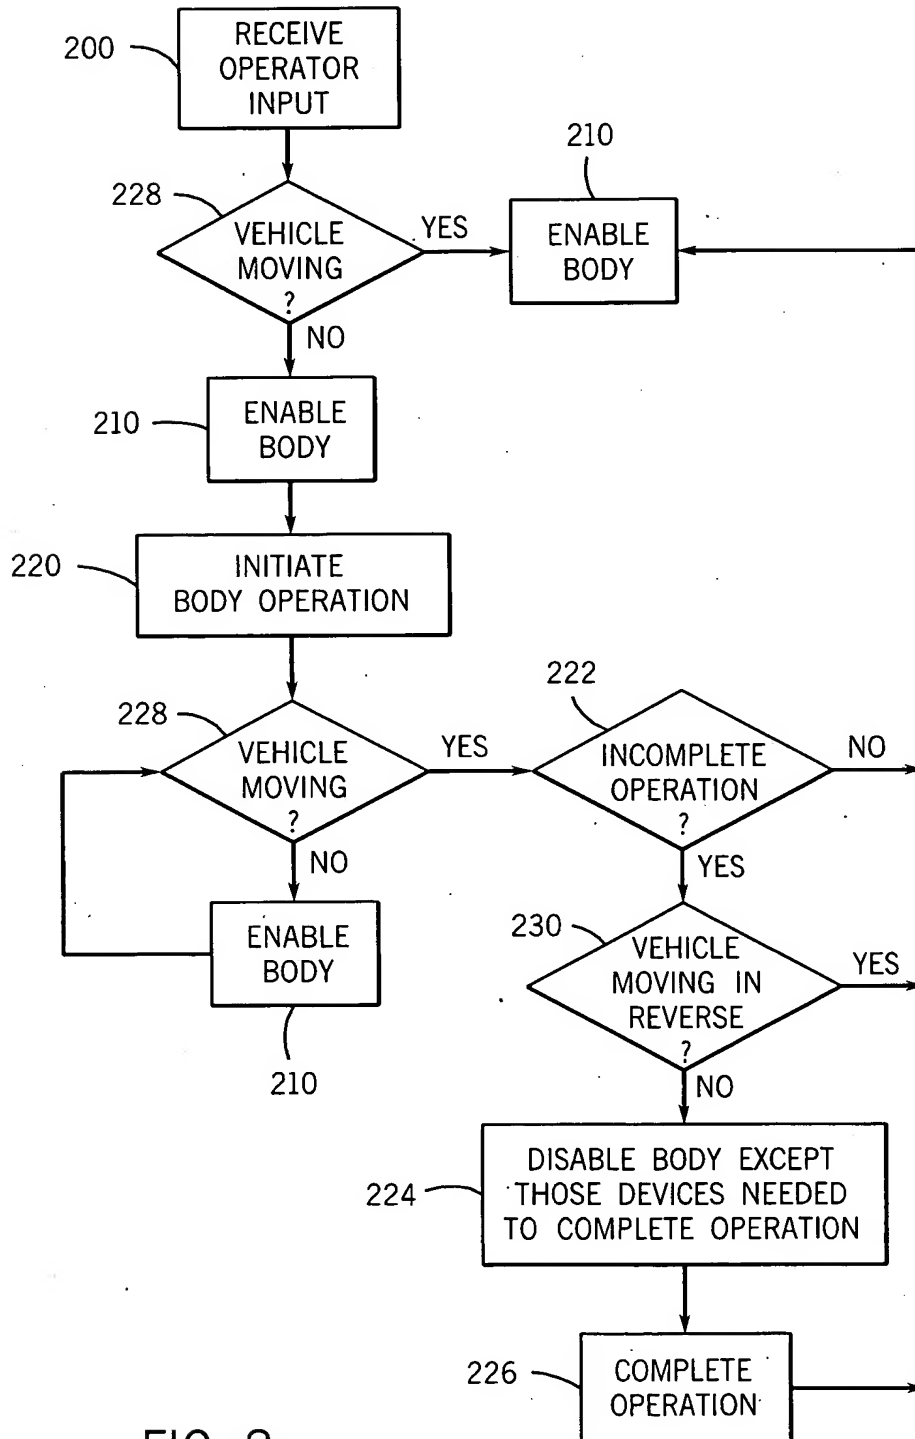 200
RECEIVE
OPERATOR
INPUT
210
228
VEHICLE
MOVING
?
YES
ENABLE
BODY
NO
210
ENABLE
BODY
220
INITIATE
BODY OPERATION
222
228
VEHICLE
MOVING
?
YES
INCOMPLETE
OPERATION
?
NO
NO
YES
ENABLE
BODY
210
230
VEHICLE
MOVING IN
REVERSE
?
YES
NO
224
DISABLE BODY EXCEPT
THOSE DEVICES NEEDED
TO COMPLETE OPERATION
226
COMPLETE
OPERATION